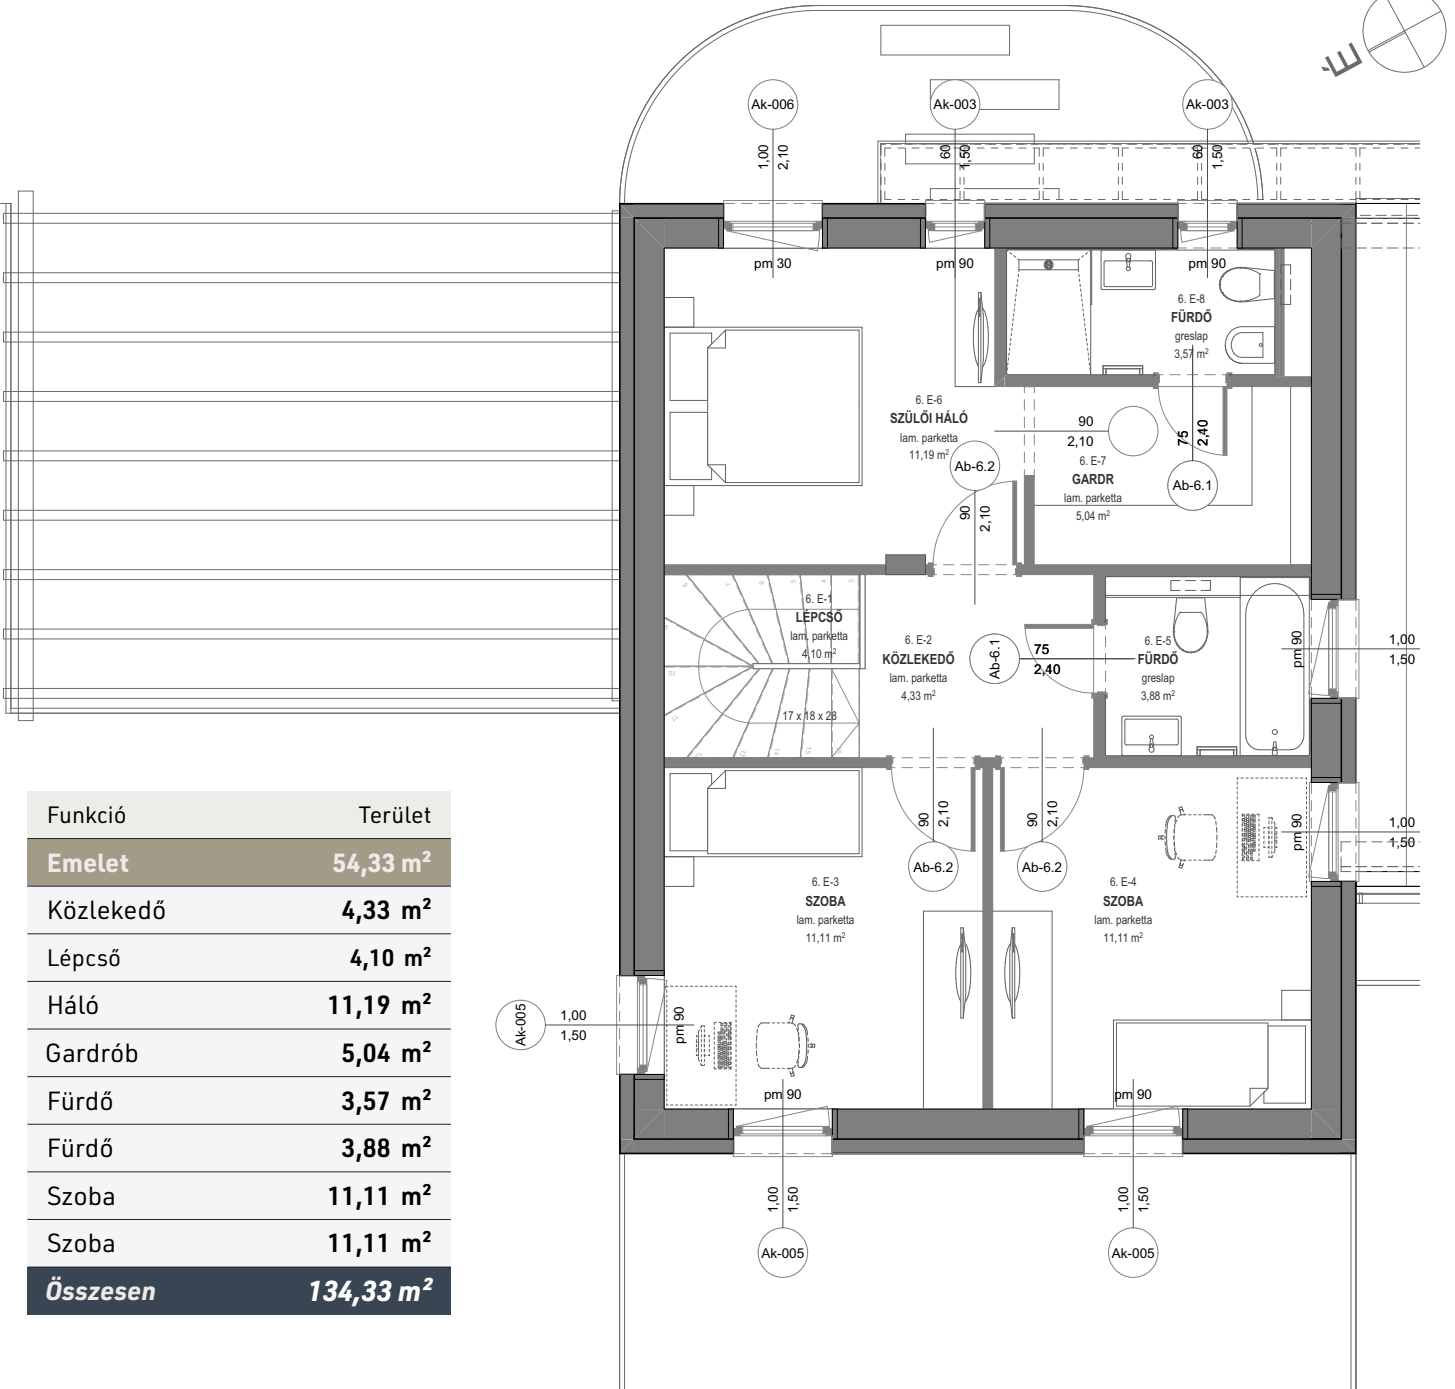 É
Ak-006
Ak-003
Ak-003
1,00
2,10
60
1,50
60
1,50
pm 30
pm 90
pm 90
6. E-8
FÜRDŐ
greslap
3,57 m²
6. E-6
SZÜLŐI HÁLÓ
lam. parketta
11,19 m²
90
2,10
75
2,40
6. E-7
GARDR
lam. parketta
5,04 m²
Ab-6.2
Ab-6.1
90
2,10
6. E-1
LÉPCSŐ
lam. parketta
4,10 m²
17 x 18 x 28
6. E-2
KÖZLEKEDŐ
lam. parketta
4,33 m²
Ab-6.1
75
2,40
6. E-5
FÜRDŐ
greslap
3,88 m²
pm 90
1,00
1,50
90
2,10
90
2,10
Ab-6.2
Ab-6.2
pm 90
1,00
1,50
6. E-3
SZOBA
lam. parketta
11,11 m²
6. E-4
SZOBA
lam. parketta
11,11 m²
Ak-005
1,00
1,50
pm 90
pm 90
pm 90
1,00
1,50
1,00
1,50
Ak-005
Ak-005
Funkció Terület
Emelet 54,33 m²
Közlekedő 4,33 m²
Lépcső 4,10 m²
Háló 11,19 m²
Gardrób 5,04 m²
Fürdő 3,57 m²
Fürdő 3,88 m²
Szoba 11,11 m²
Szoba 11,11 m²
Összesen 134,33 m²